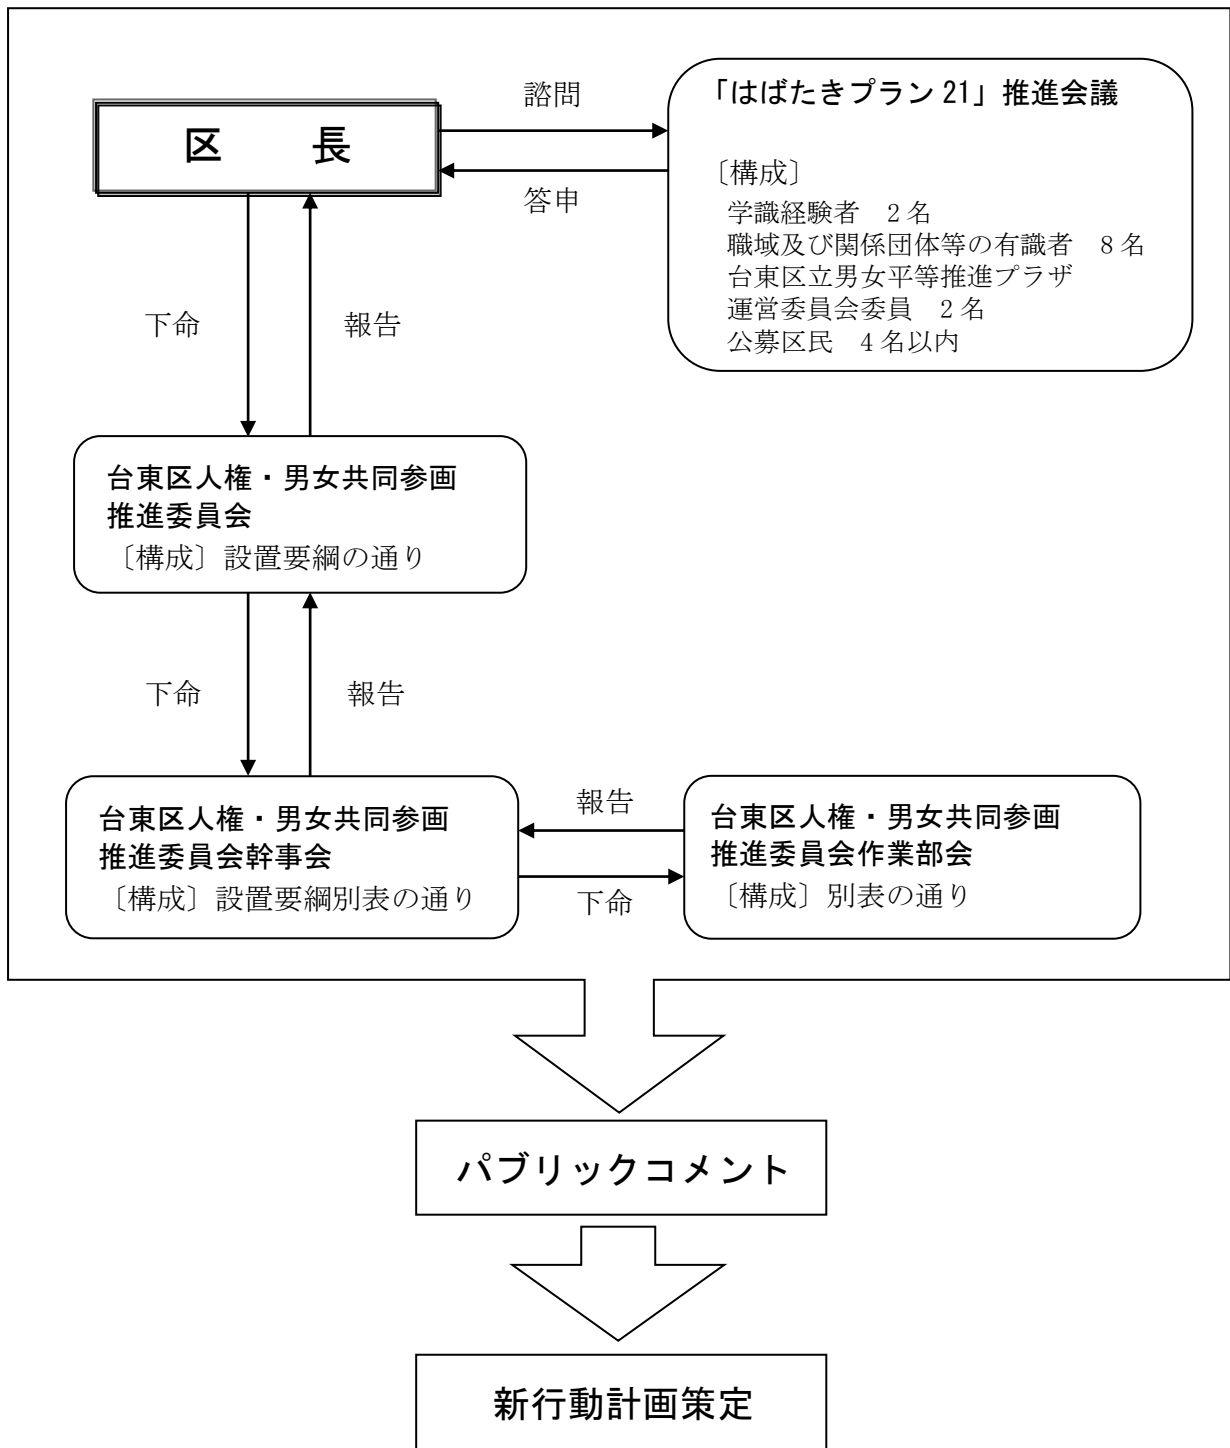 区　　長
諮問
答申
「はばたきプラン 21」推進会議
〔構成〕
学識経験者　2 名
職域及び関係団体等の有識者　8 名
台東区立男女平等推進プラザ
運営委員会委員　2 名
公募区民　4 名以内
下命
報告
台東区人権・男女共同参画
推進委員会
〔構成〕設置要綱の通り
下命
報告
台東区人権・男女共同参画
推進委員会幹事会
〔構成〕設置要綱別表の通り
報告
下命
台東区人権・男女共同参画
推進委員会作業部会
〔構成〕別表の通り
パブリックコメント
新行動計画策定